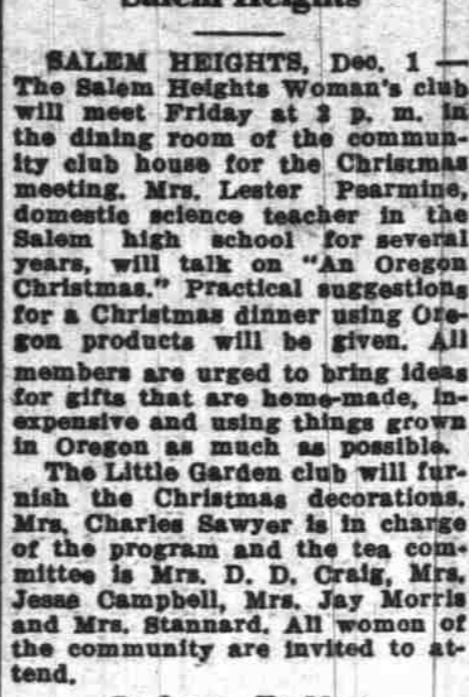 Salem Heights
SALEM HEIGHTS, Dec. 1 —
The Salem Heights Woman's club
will meet Friday at 2 p. m. in
the dining room of the commun-
ity club house for the Christmas
meeting. Mrs. Lester Pearmine,
domestic science teacher in the
Salem high school for several
years, will talk on "An Oregon
Christmas." Practical suggestions
for a Christmas dinner using Ore-
gon products will be given. All
members are urged to bring ideas
for gifts that are home-made, in-
expensive and using things grown
in Oregon as much as possible.
The Little Garden club will fur-
nish the Christmas decorations.
Mrs. Charles Sawyer is in charge
of the program and the tea com-
mittee is Mrs. D. D. Craig, Mrs.
Jesse Campbell, Mrs. Jay Morris
and Mrs. Stannard. All women of
the community are invited to at-
tend.